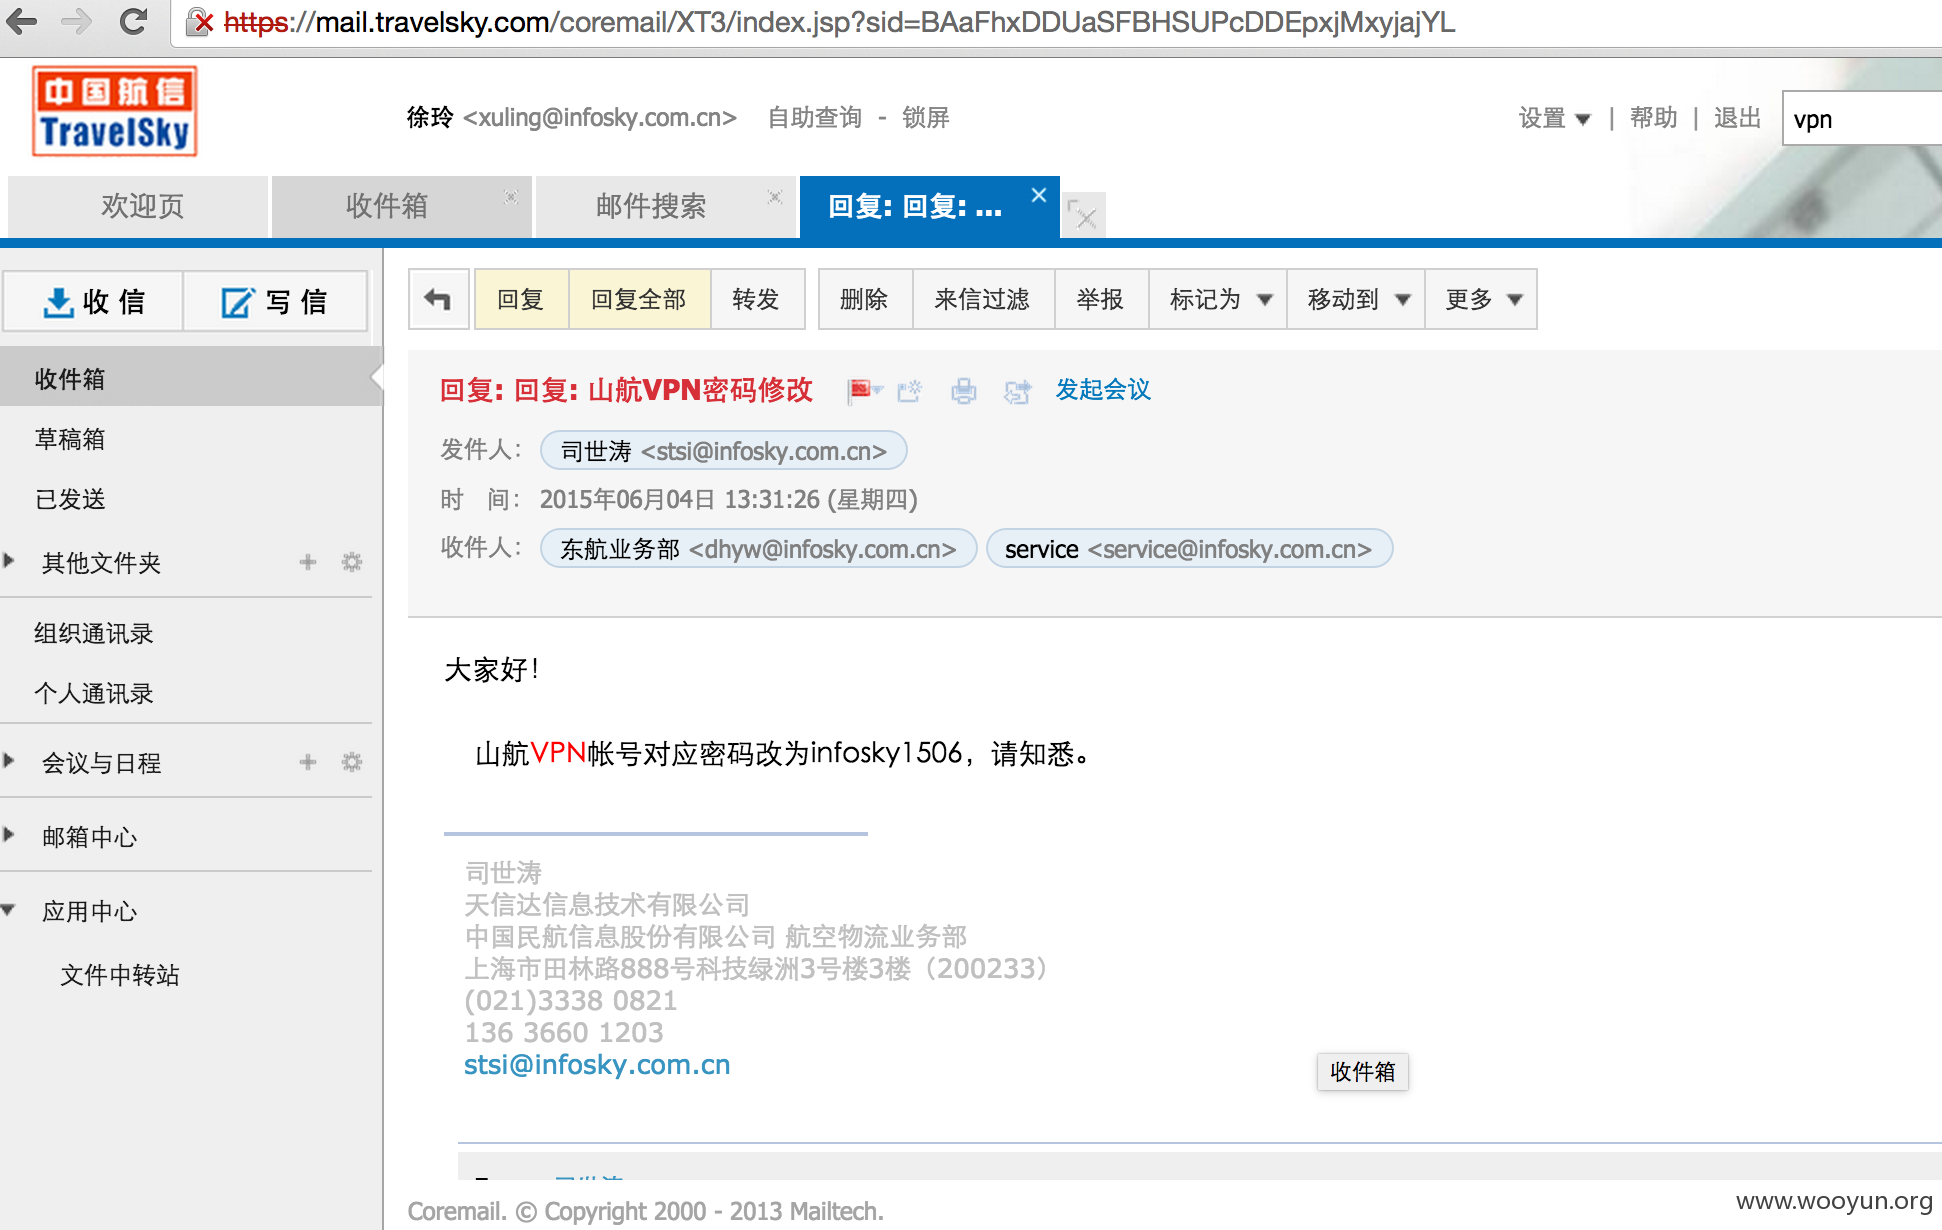 https://mail.travelsky.com/coremail/XT3/index.jsp?sid=BAaFhxDDUaSFBHSUPcDDEpxjMxyjajYL
中国航信
TravelSky
徐玲 <xuling@infosky.com.cn> 自助查询 - 锁屏
设置 | 帮助 | 退出
vpn
欢迎页 收件箱 邮件搜索 回复: 回复: ...
收信 写信
回复 回复全部 转发 删除 来信过滤 举报 标记为 移动到 更多
收件箱
草稿箱
已发送
其他文件夹
组织通讯录
个人通讯录
会议与日程
邮箱中心
应用中心
文件中转站
回复: 回复: 山航VPN密码修改 发起会议
发件人: 司世涛 <stsi@infosky.com.cn>
时 间: 2015年06月04日 13:31:26 (星期四)
收件人: 东航业务部 <dhyw@infosky.com.cn> service <service@infosky.com.cn>
大家好!
山航VPN帐号对应密码改为infosky1506，请知悉。
司世涛
天信达信息技术有限公司
中国民航信息股份有限公司 航空物流业务部
上海市田林路888号科技绿洲3号楼3楼（200233）
(021)3338 0821
136 3660 1203
stsi@infosky.com.cn
收件箱
Coremail. © Copyright 2000 - 2013 Mailtech.
www.wooyun.org